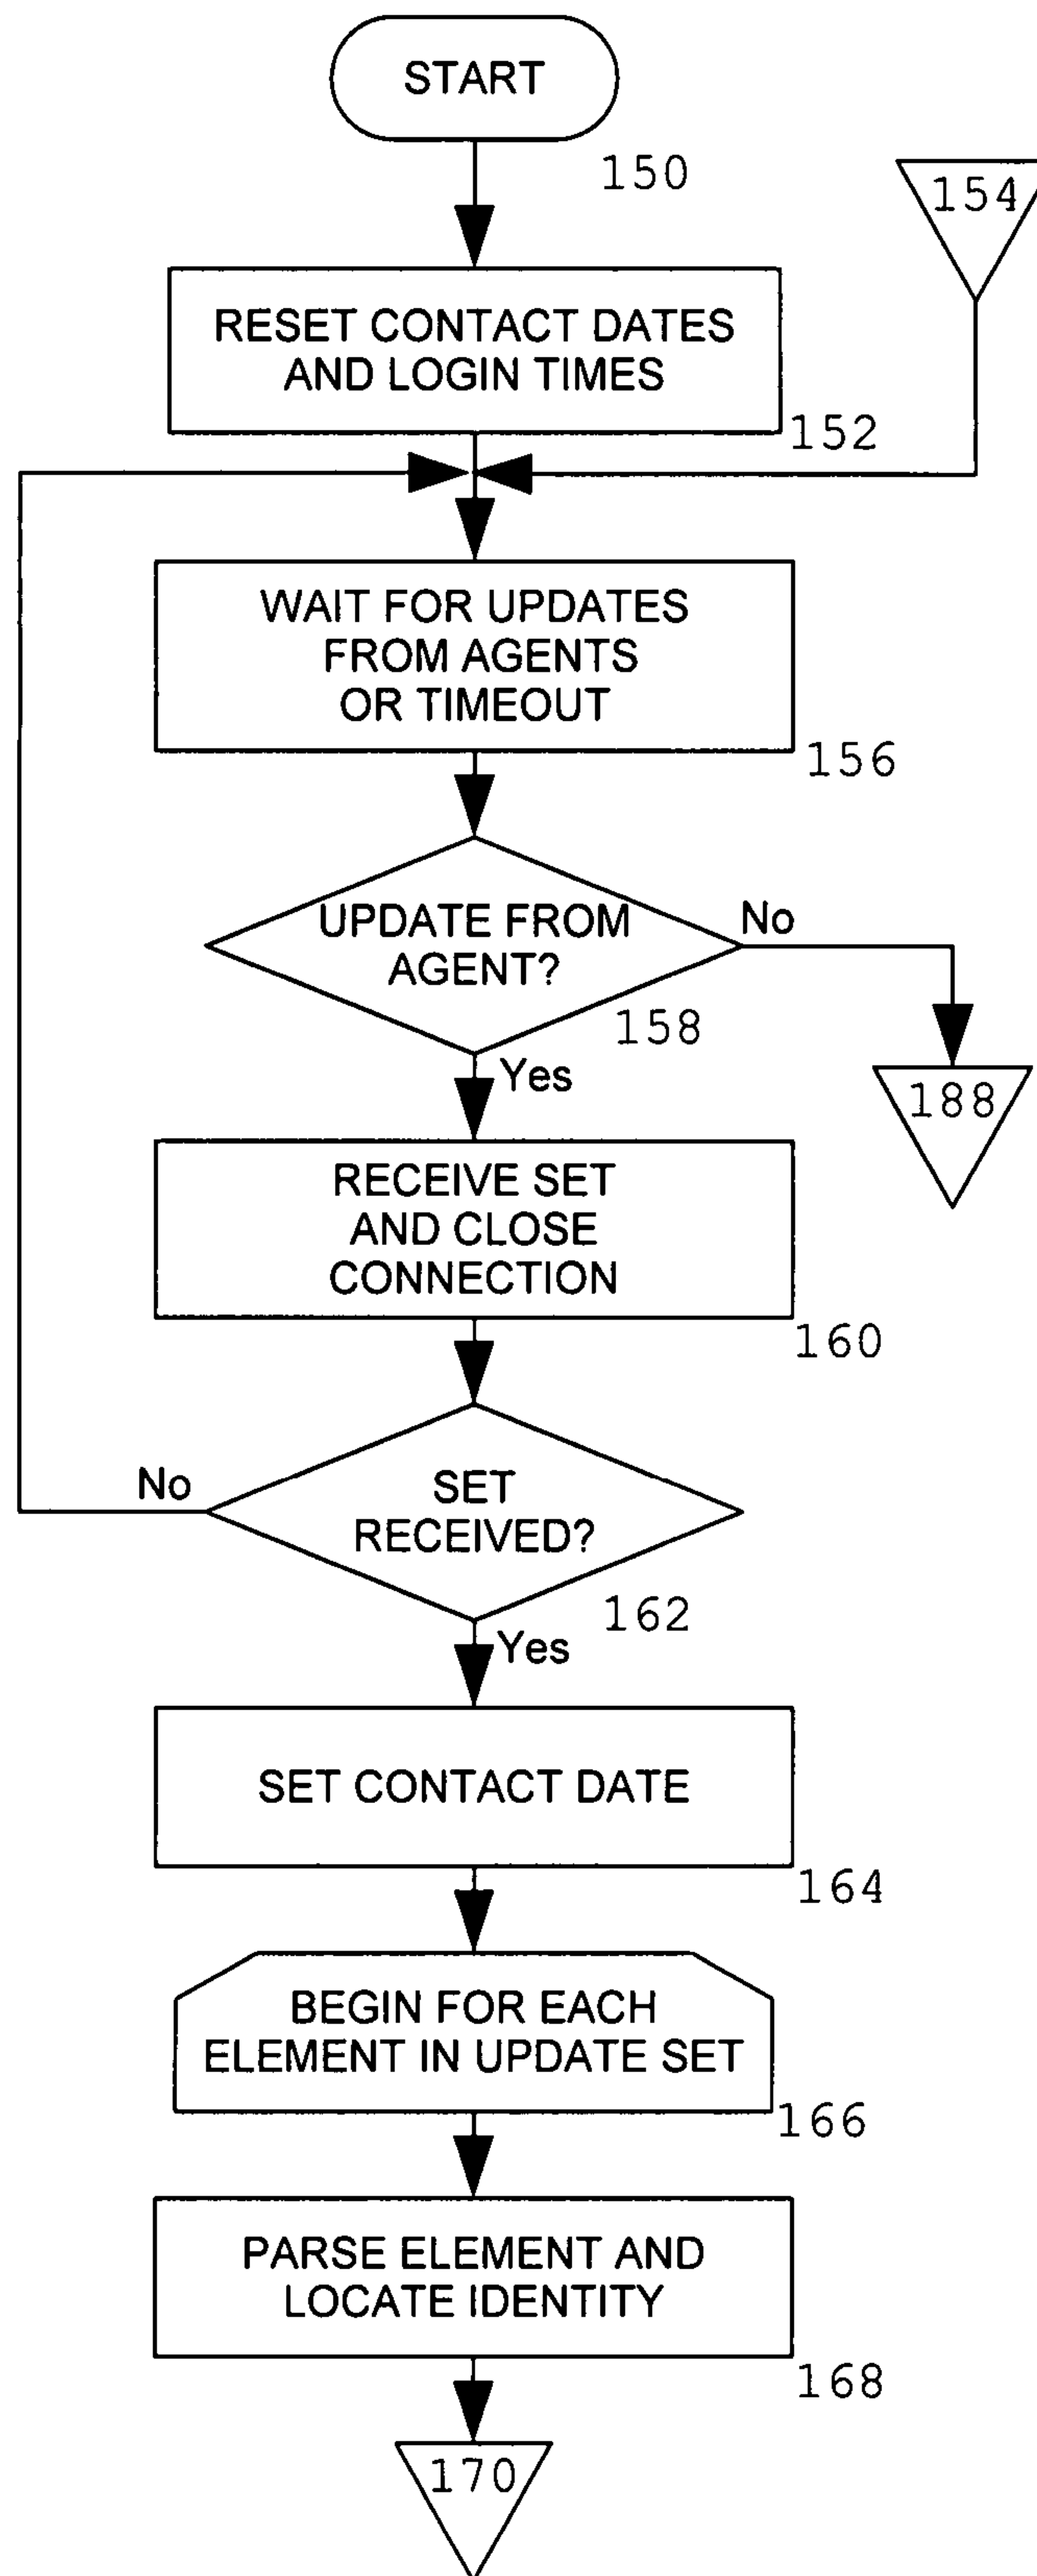 START
150
154
RESET CONTACT DATES
AND LOGIN TIMES
152
WAIT FOR UPDATES
FROM AGENTS
OR TIMEOUT
156
UPDATE FROM
AGENT?
No
158
Yes
188
RECEIVE SET
AND CLOSE
CONNECTION
160
No
SET
RECEIVED?
162
Yes
SET CONTACT DATE
164
BEGIN FOR EACH
ELEMENT IN UPDATE SET
166
PARSE ELEMENT AND
LOCATE IDENTITY
168
170